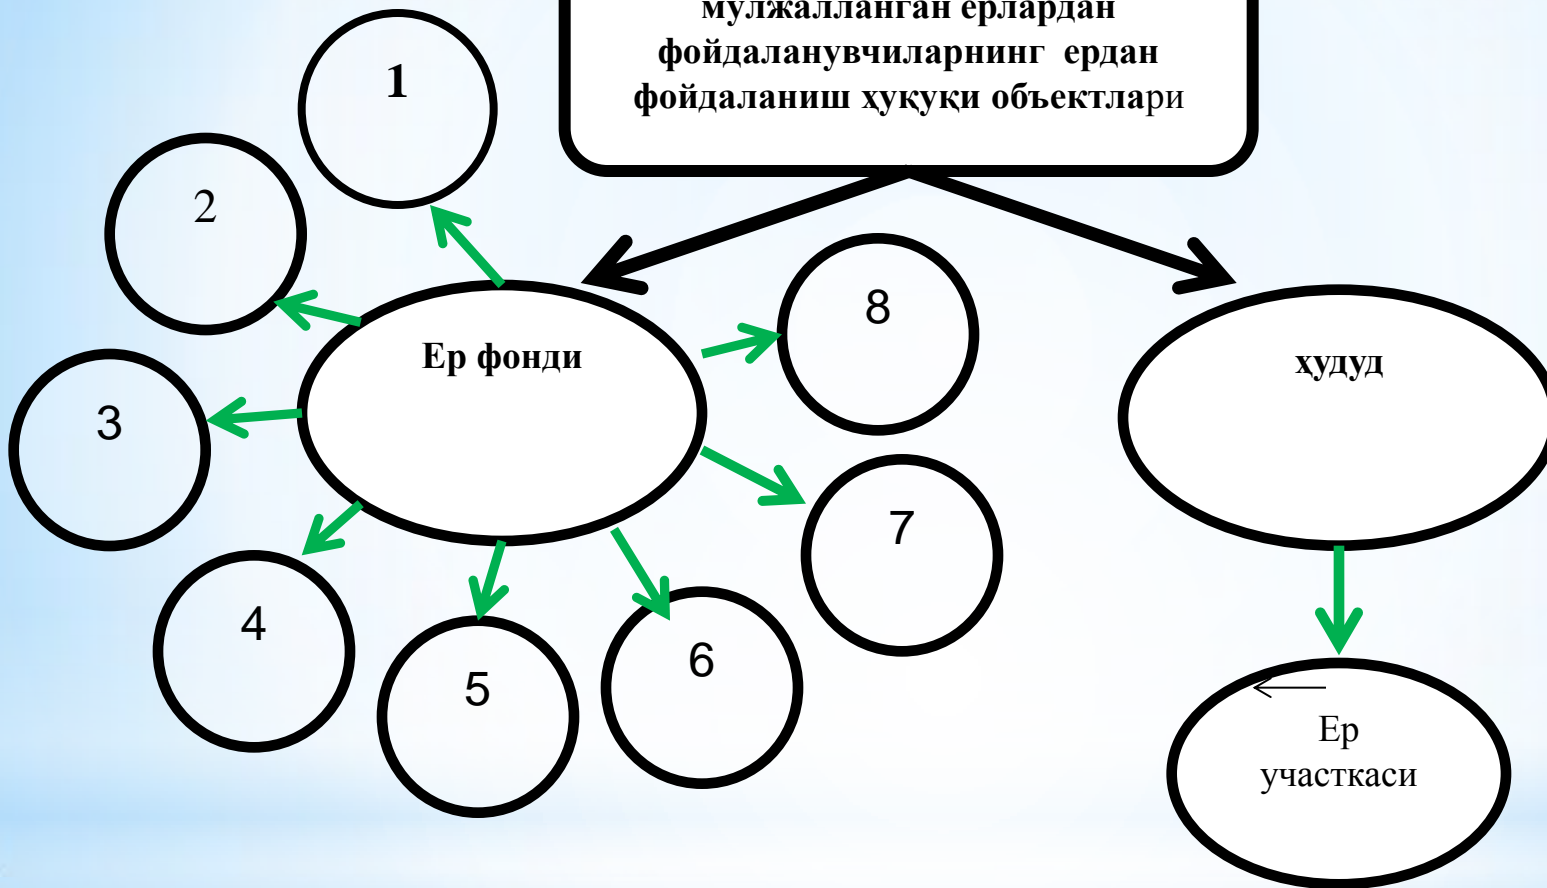 мулжалланган ерлардан
фойдаланувчиларнинг ердан
фойдаланиш ҳуқуқи объектлари
1
2
8
Ер фонди
ҳудуд
3
7
4
6
5
Ер
участкаси